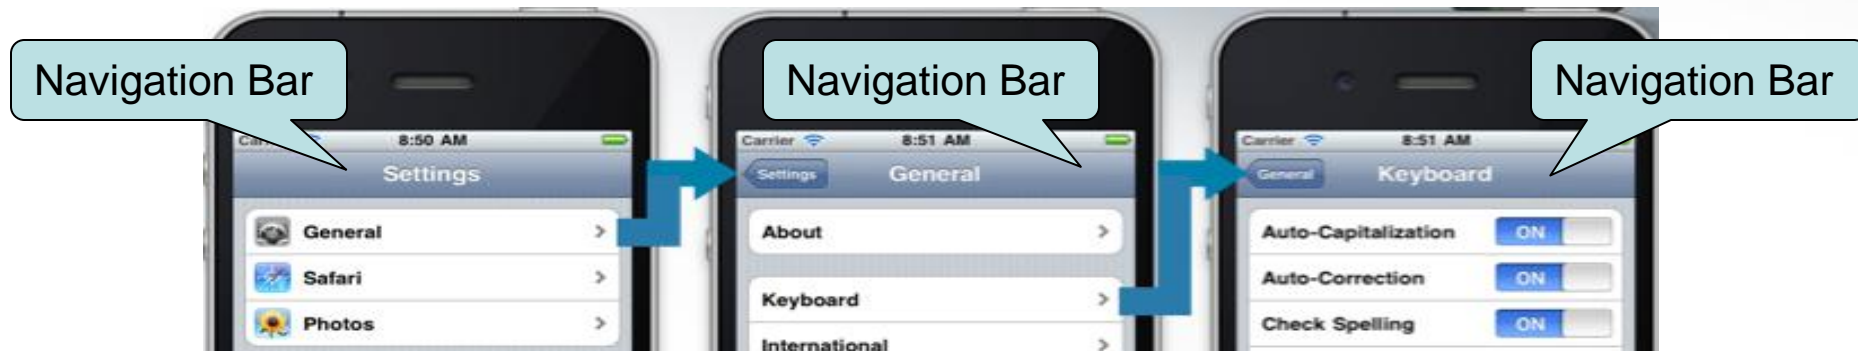 Navigation Bar
8:50 AM
Settings
General
Safari
Photos
Navigation Bar
Carrier
8:51 AM
Settings
General
About
Keyboard
International
Navigation Bar
Carrier
8:51 AM
General
Keyboard
Auto-Capitalization ON
Auto-Correction ON
Check Spelling ON